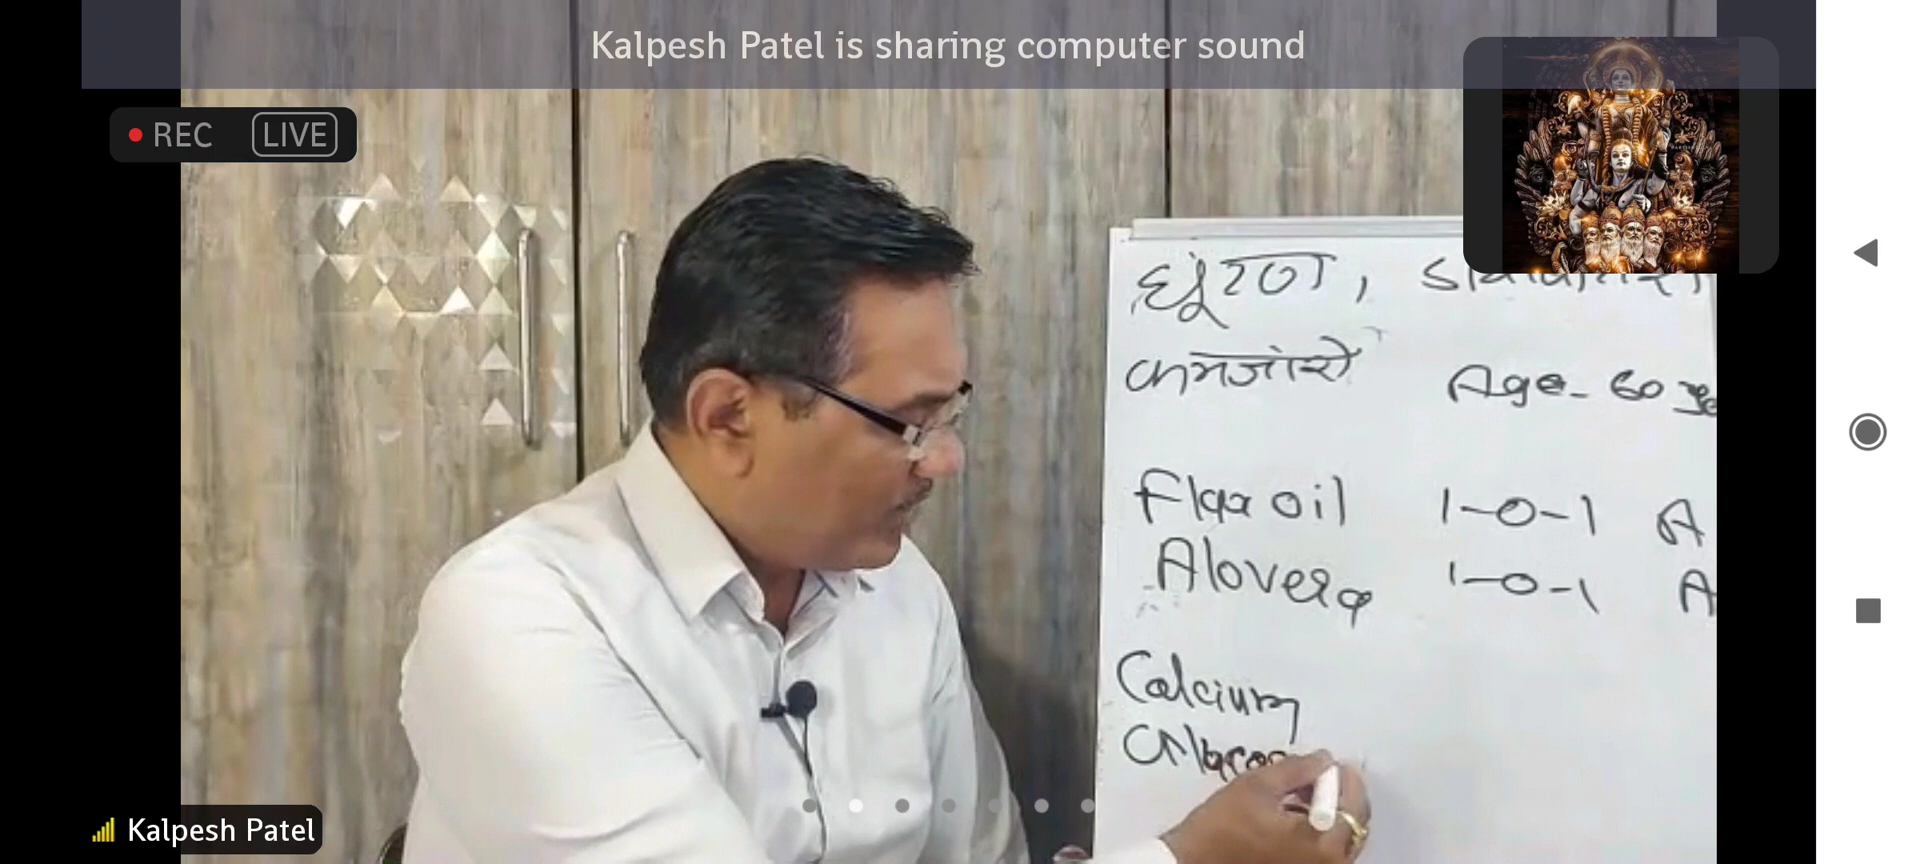 Kalpesh Patel is sharing computer sound
REC LIVE
घूंटण,
Age - 60
Flax oil 1-0-1 A
Alovera 1-0-1 A
Calcium
Kalpesh Patel